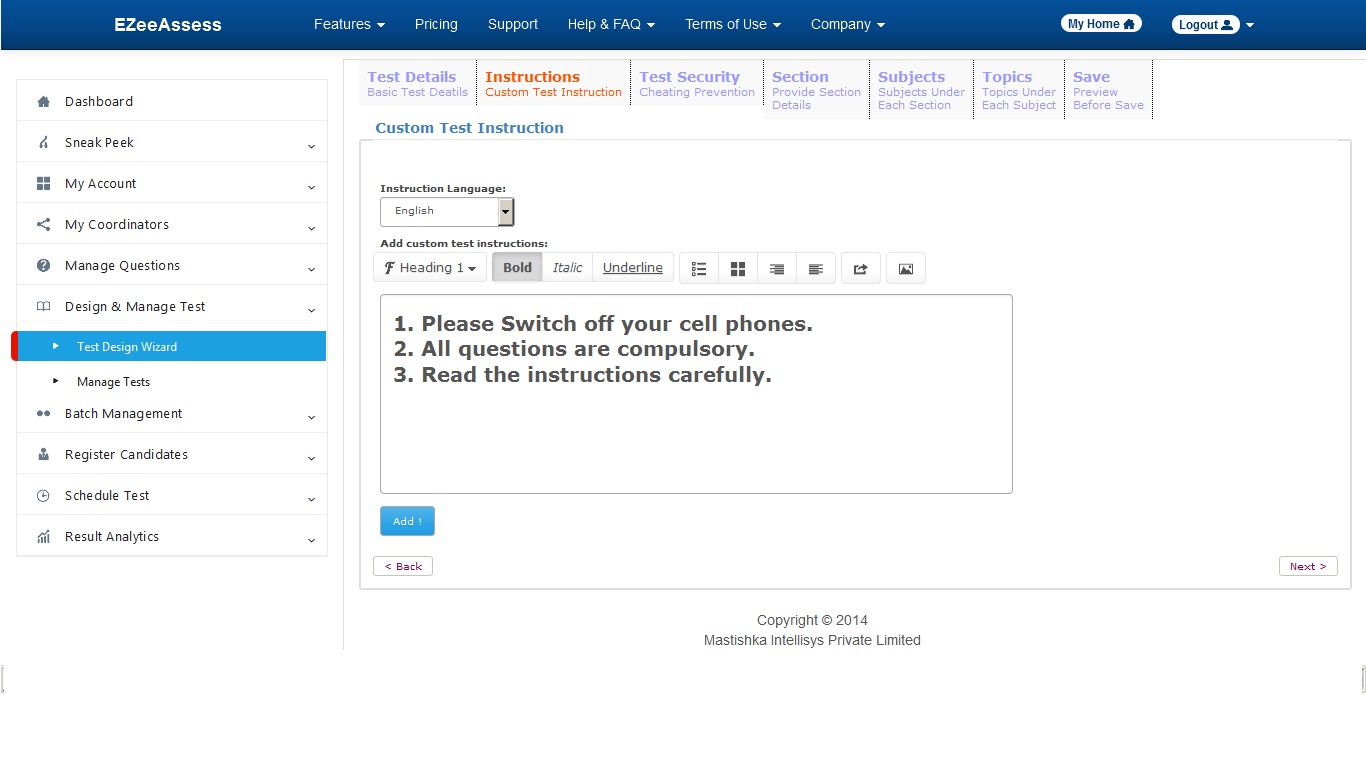 EZeeAssess
Features
Pricing
Support
Help & FAQ
Terms of Use
Company
My Home
Logout
Dashboard
Sneak Peek
My Account
My Coordinators
Manage Questions
Design & Manage Test
Test Design Wizard
Manage Tests
Batch Management
Register Candidates
Schedule Test
Result Analytics
Test Details
Basic Test Deatils
Instructions
Custom Test Instruction
Test Security
Cheating Prevention
Section
Provide Section
Details
Subjects
Subjects Under
Each Section
Topics
Topics Under
Each Subject
Save
Preview
Before Save
Custom Test Instruction
Instruction Language:
English
Add custom test instructions:
Heading 1
Bold
Italic
Underline
1. Please Switch off your cell phones.
2. All questions are compulsory.
3. Read the instructions carefully.
Add !
< Back
Next >
Copyright © 2014
Mastishka Intellisys Private Limited